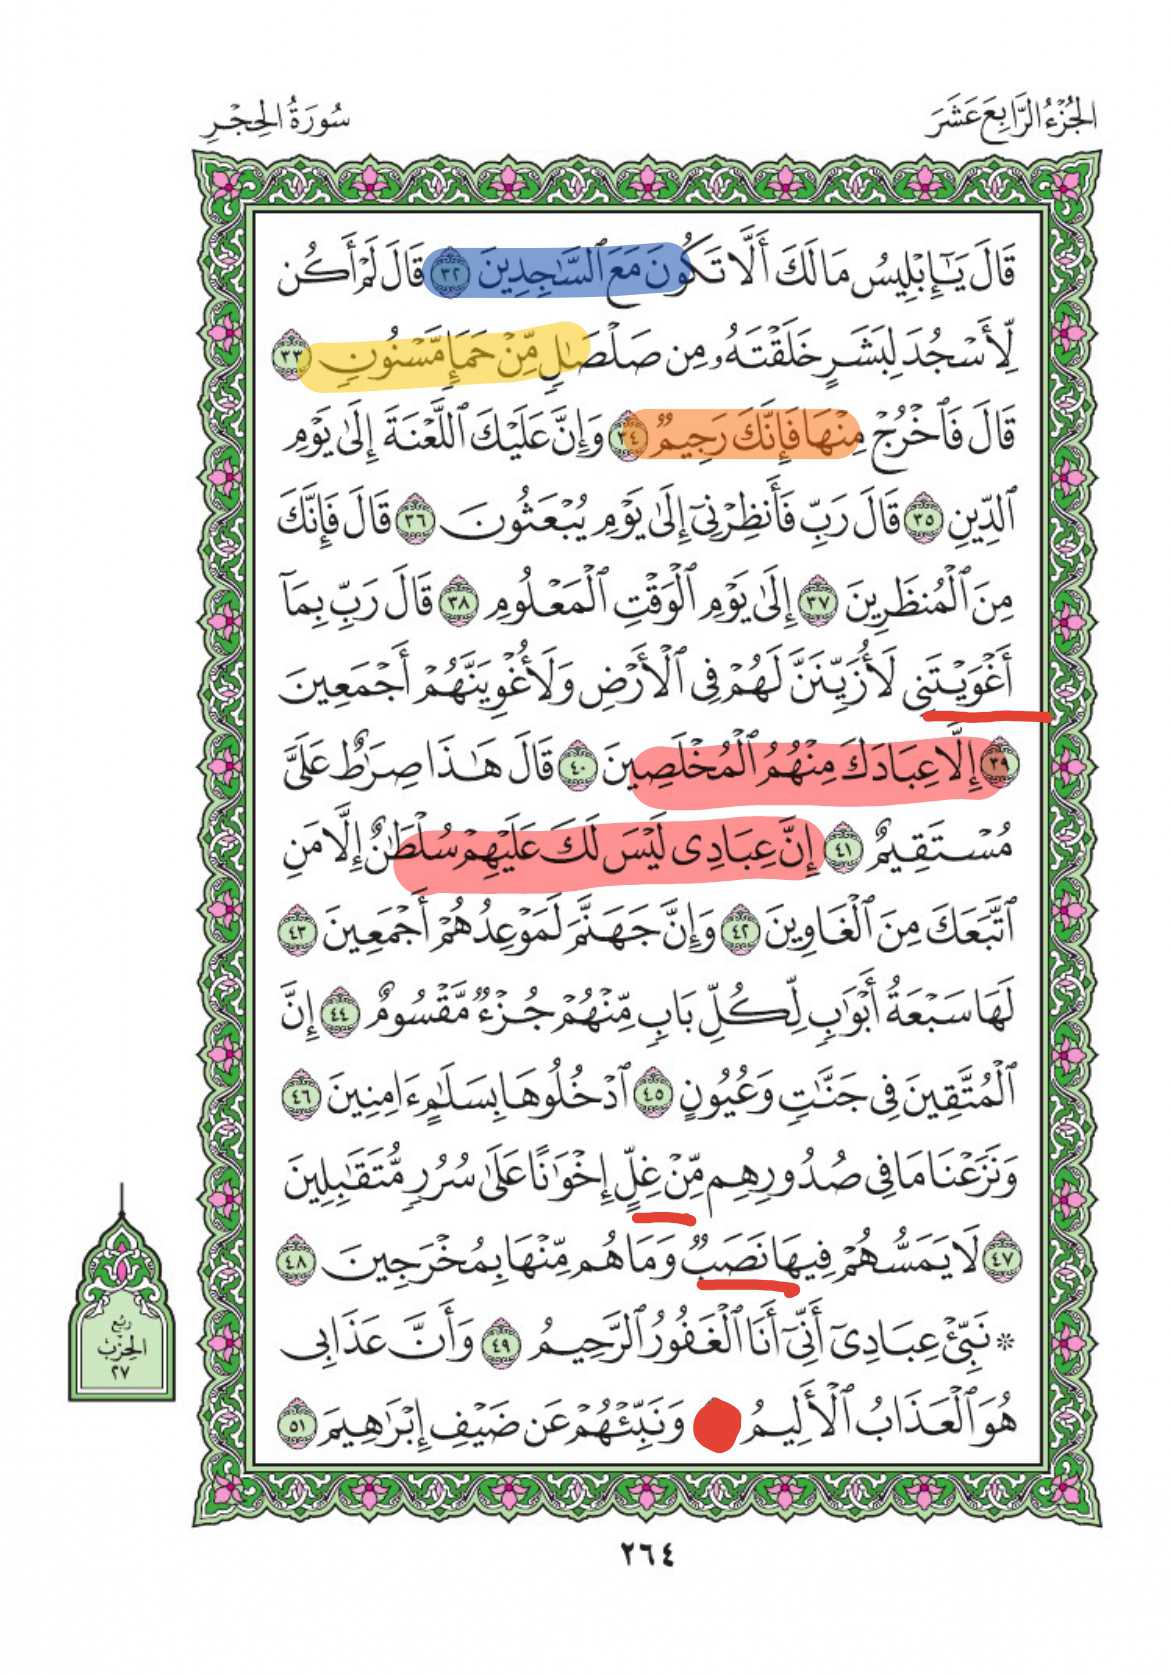 الجُزْءُ الرَّابِعَ عَشَرَ
سُورَةُ الحِجْرِ
قَالَ يَـٰٓإِبْلِيسُ مَا لَكَ أَلَّا تَكُونَ مَعَ ٱلسَّـٰجِدِينَ ٣٢ قَالَ لَمْ أَكُن
لِّأَسْجُدَ لِبَشَرٍ خَلَقْتَهُۥ مِن صَلْصَـٰلٍ مِّنْ حَمَإٍ مَّسْنُونٍ ٣٣
قَالَ فَٱخْرُجْ مِنْهَا فَإِنَّكَ رَجِيمٌ ٣٤ وَإِنَّ عَلَيْكَ ٱللَّعْنَةَ إِلَىٰ يَوْمِ
ٱلدِّينِ ٣٥ قَالَ رَبِّ فَأَنظِرْنِىٓ إِلَىٰ يَوْمِ يُبْعَثُونَ ٣٦ قَالَ فَإِنَّكَ
مِنَ ٱلْمُنظَرِينَ ٣٧ إِلَىٰ يَوْمِ ٱلْوَقْتِ ٱلْمَعْلُومِ ٣٨ قَالَ رَبِّ بِمَآ
أَغْوَيْتَنِى لَأُزَيِّنَنَّ لَهُمْ فِى ٱلْأَرْضِ وَلَأُغْوِيَنَّهُمْ أَجْمَعِينَ
٣٩ إِلَّا عِبَادَكَ مِنْهُمُ ٱلْمُخْلَصِينَ ٤٠ قَالَ هَـٰذَا صِرَٰطٌ عَلَىَّ
مُسْتَقِيمٌ ٤١ إِنَّ عِبَادِى لَيْسَ لَكَ عَلَيْهِمْ سُلْطَـٰنٌ إِلَّا مَنِ
ٱتَّبَعَكَ مِنَ ٱلْغَاوِينَ ٤٢ وَإِنَّ جَهَنَّمَ لَمَوْعِدُهُمْ أَجْمَعِينَ ٤٣
لَهَا سَبْعَةُ أَبْوَٰبٍ لِّكُلِّ بَابٍ مِّنْهُمْ جُزْءٌ مَّقْسُومٌ ٤٤ إِنَّ
ٱلْمُتَّقِينَ فِى جَنَّـٰتٍ وَعُيُونٍ ٤٥ ٱدْخُلُوهَا بِسَلَـٰمٍ ءَامِنِينَ ٤٦
وَنَزَعْنَا مَا فِى صُدُورِهِم مِّنْ غِلٍّ إِخْوَٰنًا عَلَىٰ سُرُرٍ مُّتَقَـٰبِلِينَ
٤٧ لَا يَمَسُّهُمْ فِيهَا نَصَبٌ وَمَا هُم مِّنْهَا بِمُخْرَجِينَ ٤٨
* نَبِّئْ عِبَادِىٓ أَنِّىٓ أَنَا ٱلْغَفُورُ ٱلرَّحِيمُ ٤٩ وَأَنَّ عَذَابِى
هُوَ ٱلْعَذَابُ ٱلْأَلِيمُ وَنَبِّئْهُمْ عَن ضَيْفِ إِبْرَٰهِيمَ ٥١
رُبْع
الحِزْب
٢٧
٢٦٤